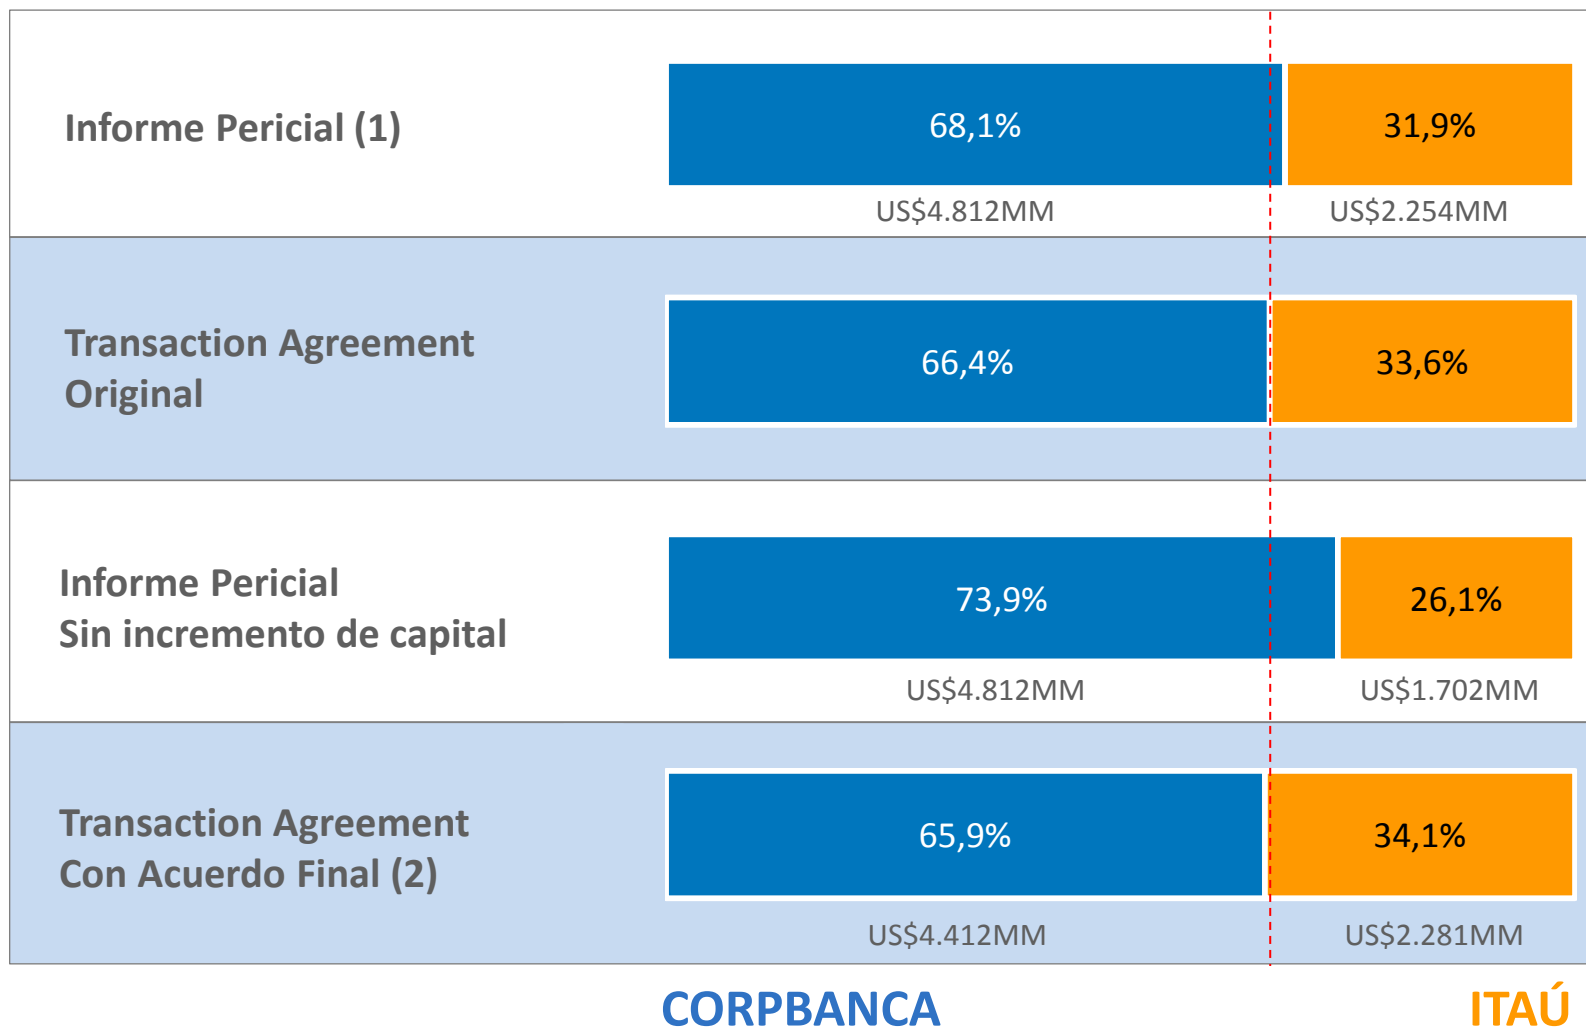 Informe Pericial (1)
68,1%
31,9%
US$4.812MM
US$2.254MM
Transaction Agreement
Original
66,4%
33,6%
Informe Pericial
Sin incremento de capital
73,9%
26,1%
US$4.812MM
US$1.702MM
Transaction Agreement
Con Acuerdo Final (2)
65,9%
34,1%
US$4.412MM
US$2.281MM
CORPBANCA
ITAÚ